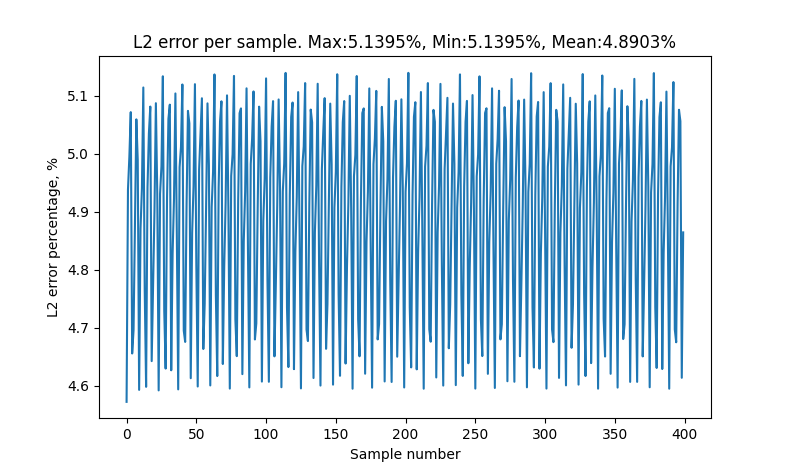 L2 error per sample. Max:5.1395%, Min:5.1395%, Mean:4.8903%
5.1
5.0
4.9
4.8
4.7
4.6
L2 error percentage, %
0 50 100 150 200 250 300 350 400
Sample number